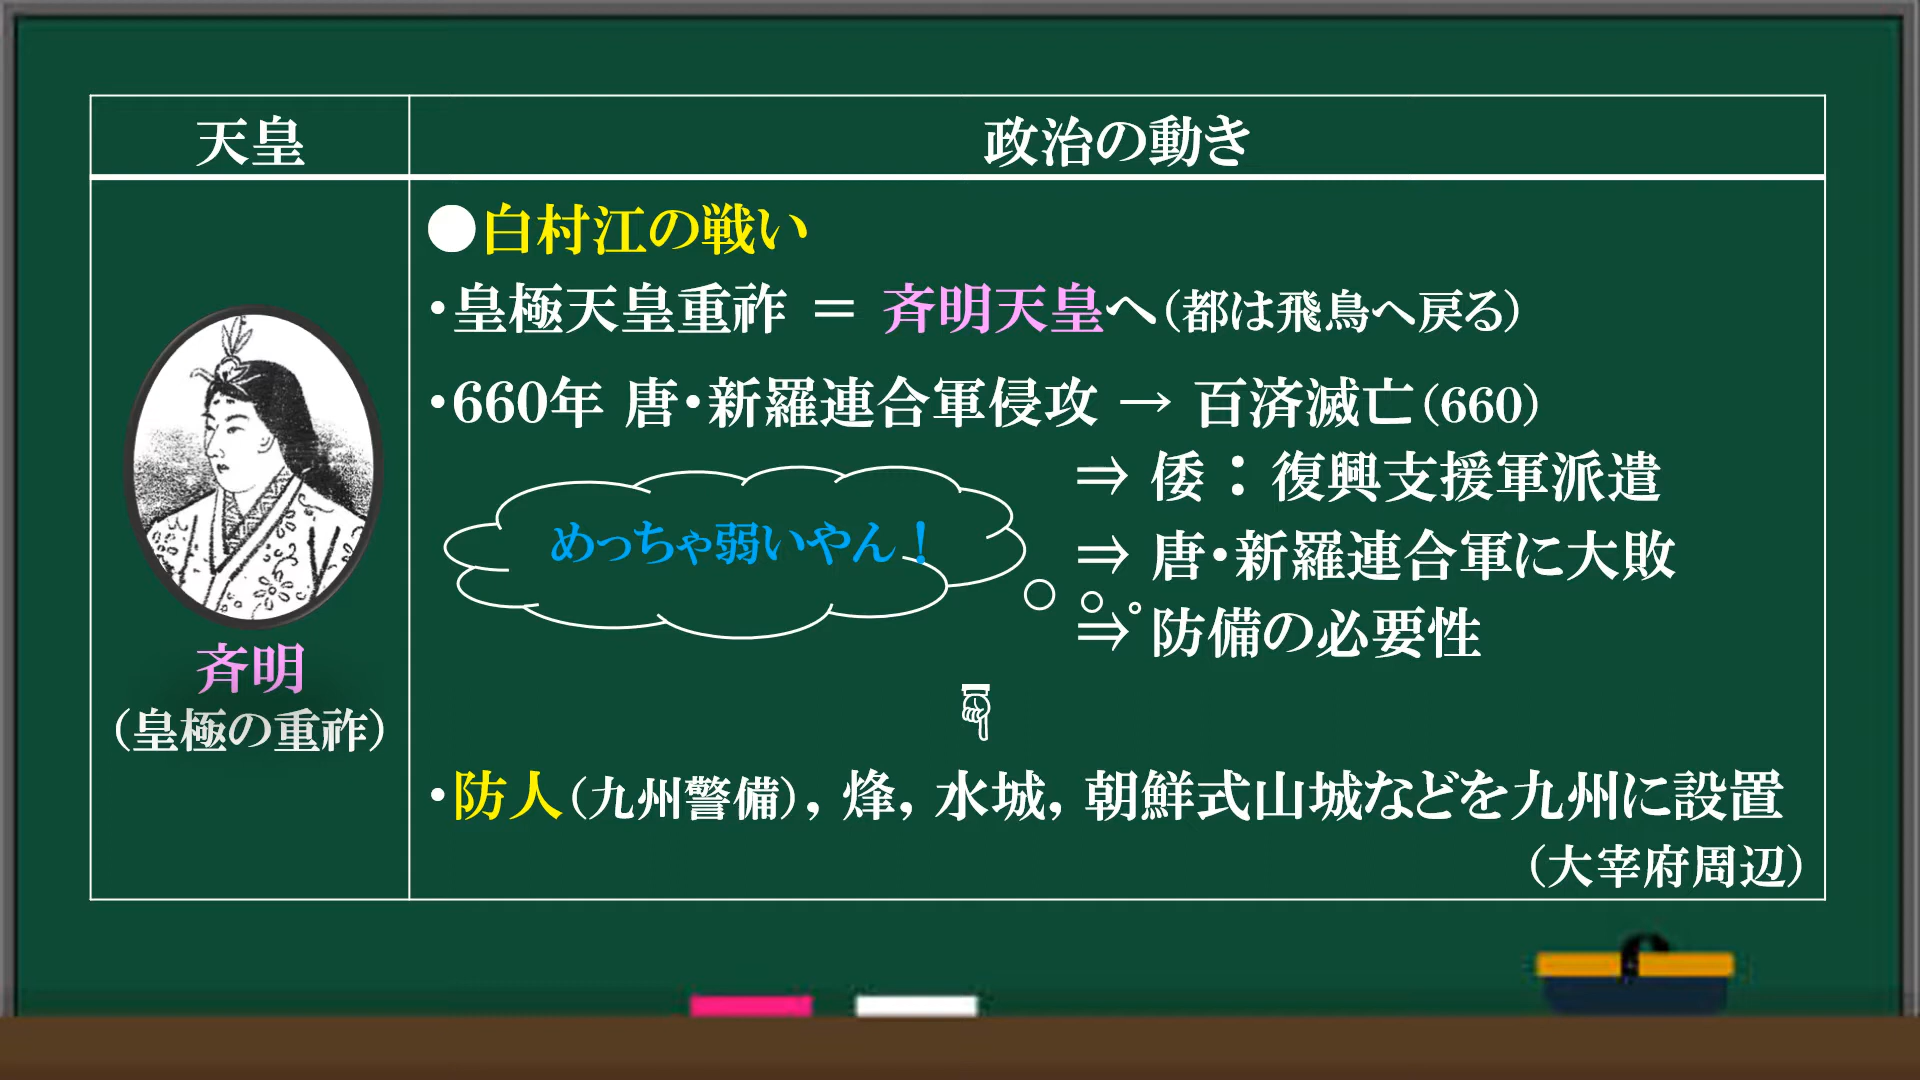 天皇
政治の動き
●白村江の戦い
・皇極天皇重祚 ＝ 斉明天皇へ（都は飛鳥へ戻る）
・660年 唐・新羅連合軍侵攻 → 百済滅亡（660）
⇒ 倭：復興支援軍派遣
めっちゃ弱いやん！
⇒ 唐・新羅連合軍に大敗
⇒ 防備の必要性
斉明
（皇極の重祚）
☟
・防人（九州警備）, 烽, 水城, 朝鮮式山城などを九州に設置
（大宰府周辺）